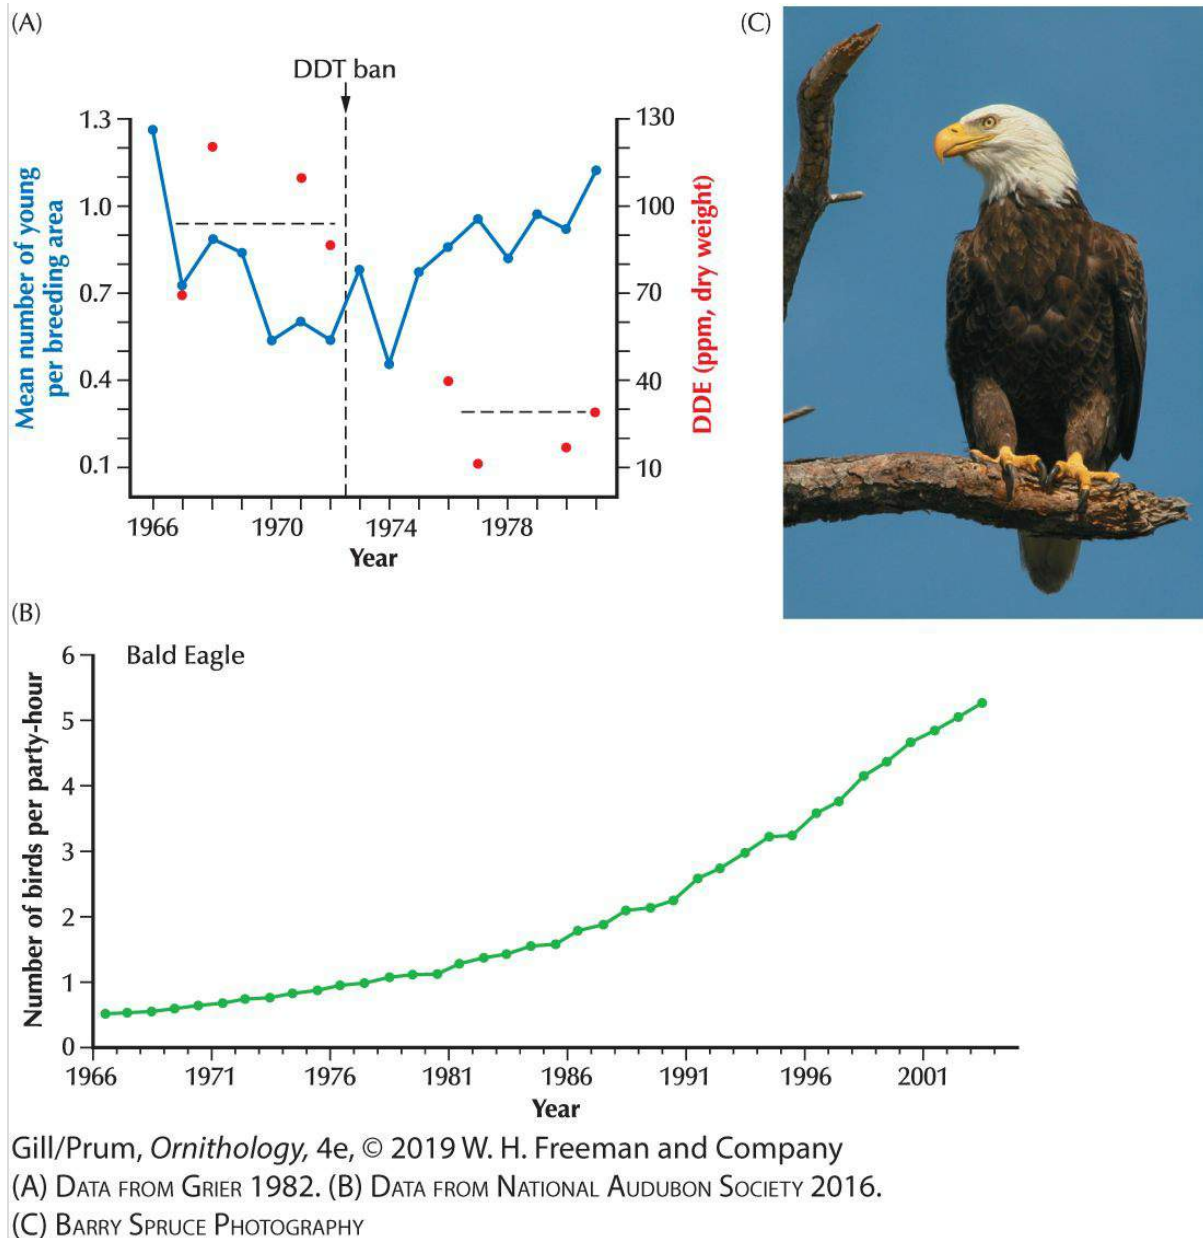 (A)
DDT ban
1.3
1.0
0.7
0.4
0.1
Mean number of young
per breeding area
130
100
70
40
10
DDE (ppm, dry weight)
1966
1970
1974
1978
Year
(C)
(B)
Bald Eagle
6
5
4
3
2
1
0
Number of birds per party-hour
1966
1971
1976
1981
1986
1991
1996
2001
Year
Gill/Prum, Ornithology, 4e, © 2019 W. H. Freeman and Company
(A) DATA FROM GRIER 1982. (B) DATA FROM NATIONAL AUDUBON SOCIETY 2016.
(C) BARRY SPRUCE PHOTOGRAPHY